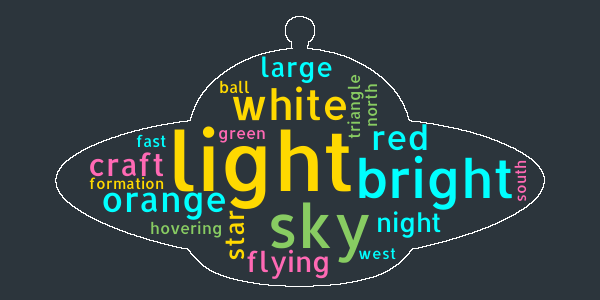 large
ball
white
triangle
north
fast
green
light
red
craft
bright
south
formation
orange
hovering
star
sky
night
flying
west